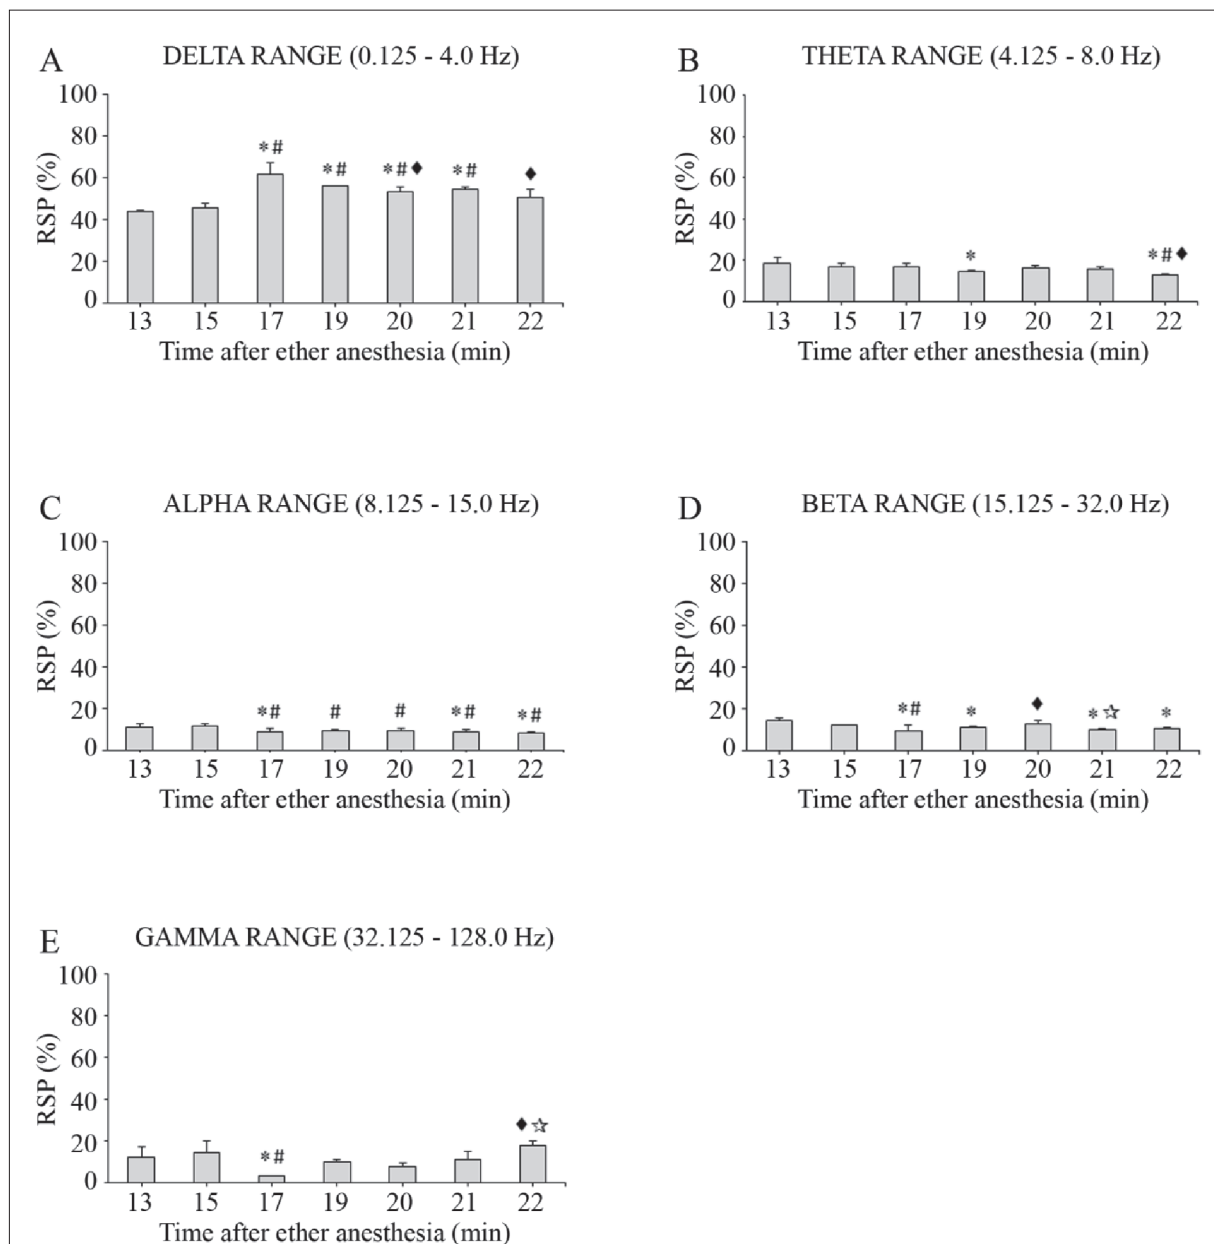 A DELTA RANGE (0.125 - 4.0 Hz)
RSP (%)
100
80
60
40
20
0
*#
*#
*#♦
*#
♦
13 15 17 19 20 21 22
Time after ether anesthesia (min)
B THETA RANGE (4.125 - 8.0 Hz)
RSP (%)
100
80
60
40
20
0
*
*#♦
13 15 17 19 20 21 22
Time after ether anesthesia (min)
C ALPHA RANGE (8.125 - 15.0 Hz)
RSP (%)
100
80
60
40
20
0
*#
#
#
*#
*#
13 15 17 19 20 21 22
Time after ether anesthesia (min)
D BETA RANGE (15.125 - 32.0 Hz)
RSP (%)
100
80
60
40
20
0
*#
*
♦
*☆
*
13 15 17 19 20 21 22
Time after ether anesthesia (min)
E GAMMA RANGE (32.125 - 128.0 Hz)
RSP (%)
100
80
60
40
20
0
*#
♦☆
13 15 17 19 20 21 22
Time after ether anesthesia (min)